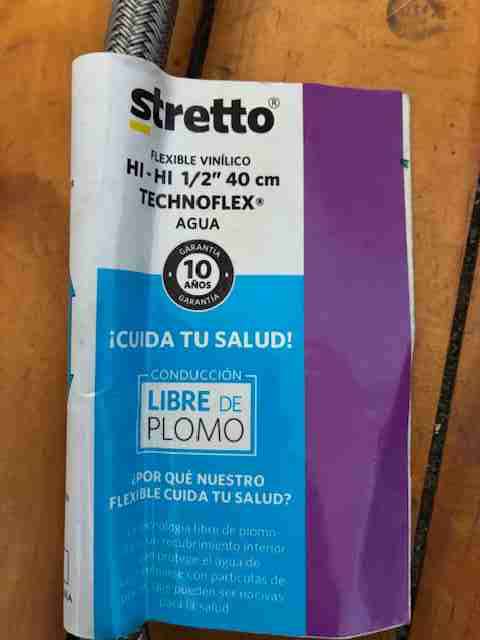 stretto®
FLEXIBLE VINÍLICO
HI-HI 1/2" 40 cm
TECHNOFLEX®
AGUA
GARANTÍA
10
AÑOS
GARANTÍA
¡CUIDA TU SALUD!
CONDUCCIÓN
LIBRE DE
PLOMO
¿POR QUÉ NUESTRO
FLEXIBLE CUIDA TU SALUD?
tecnología libre de plomo
un recubrimiento interior
protege el agua de
con partículas de
que pueden ser nocivas
para la salud